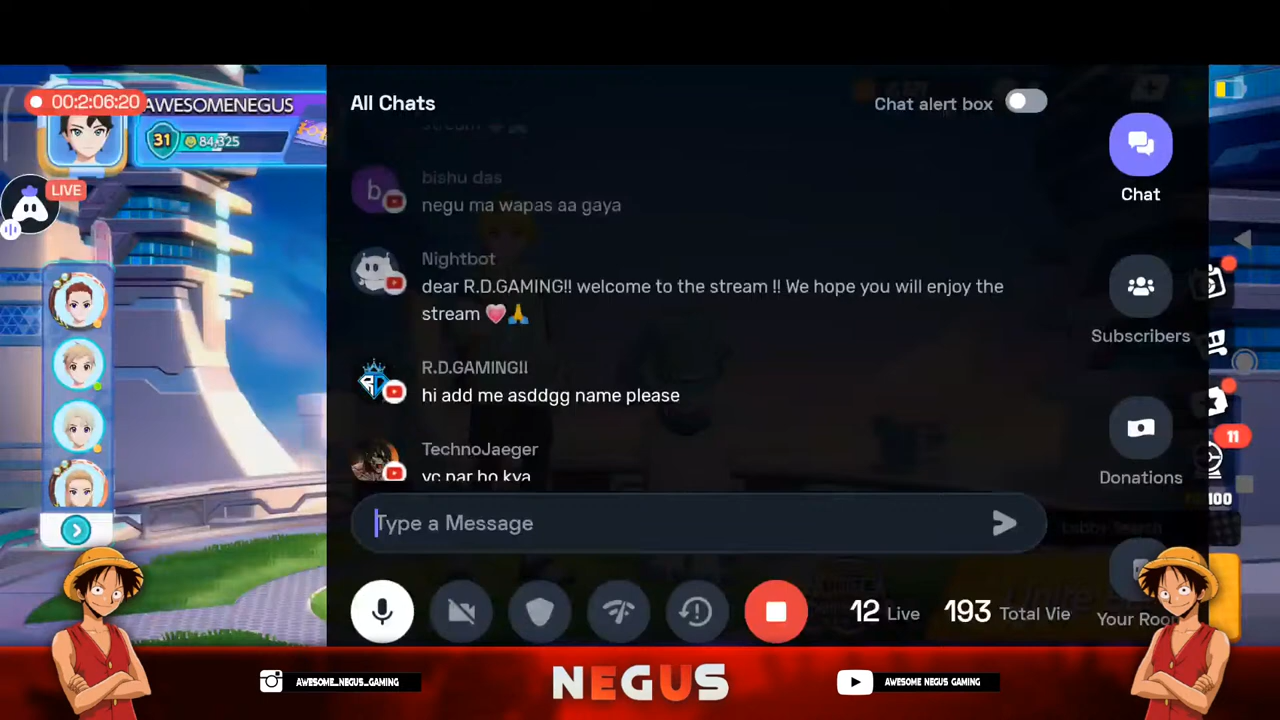 00:2:06:20
AWESOMENEGUS
31
84,325
LIVE
All Chats
Chat alert box
Chat
bishu das
negu ma wapas aa gaya
Nightbot
dear R.D.GAMING!! welcome to the stream !! We hope you will enjoy the
stream 💗🙏
R.D.GAMING!!
hi add me asddgg name please
TechnoJaeger
yc par ho kya
Subscribers
Donations
11
100
Type a Message
12 Live
193 Total Vie
Your Roo
AWESOME_NEGUS_GAMING
NEGUS
AWESOME NEGUS GAMING